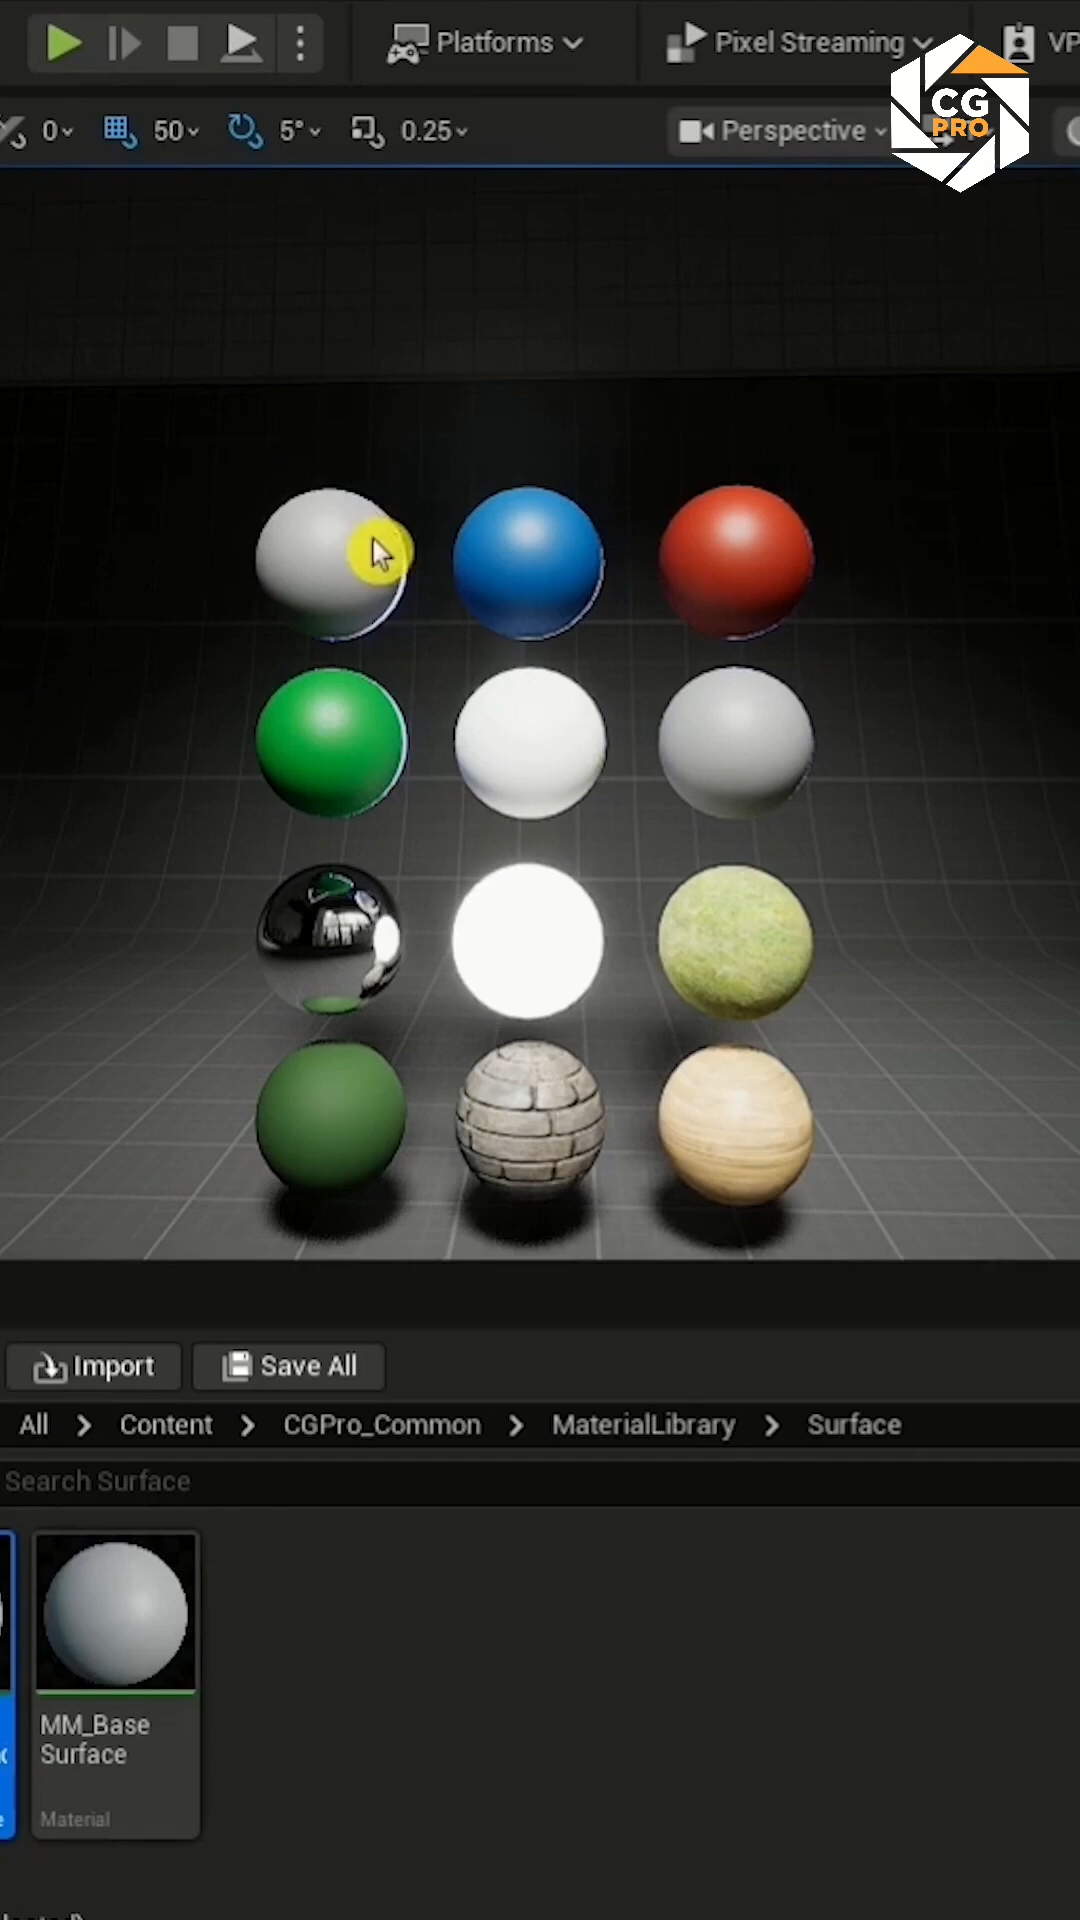 Platforms
Pixel Streaming
VP
CG
PRO
0
50
5°
0.25
Perspective
Import
Save All
All > Content > CGPro_Common > MaterialLibrary > Surface
Search Surface
MM_Base
Surface
Material